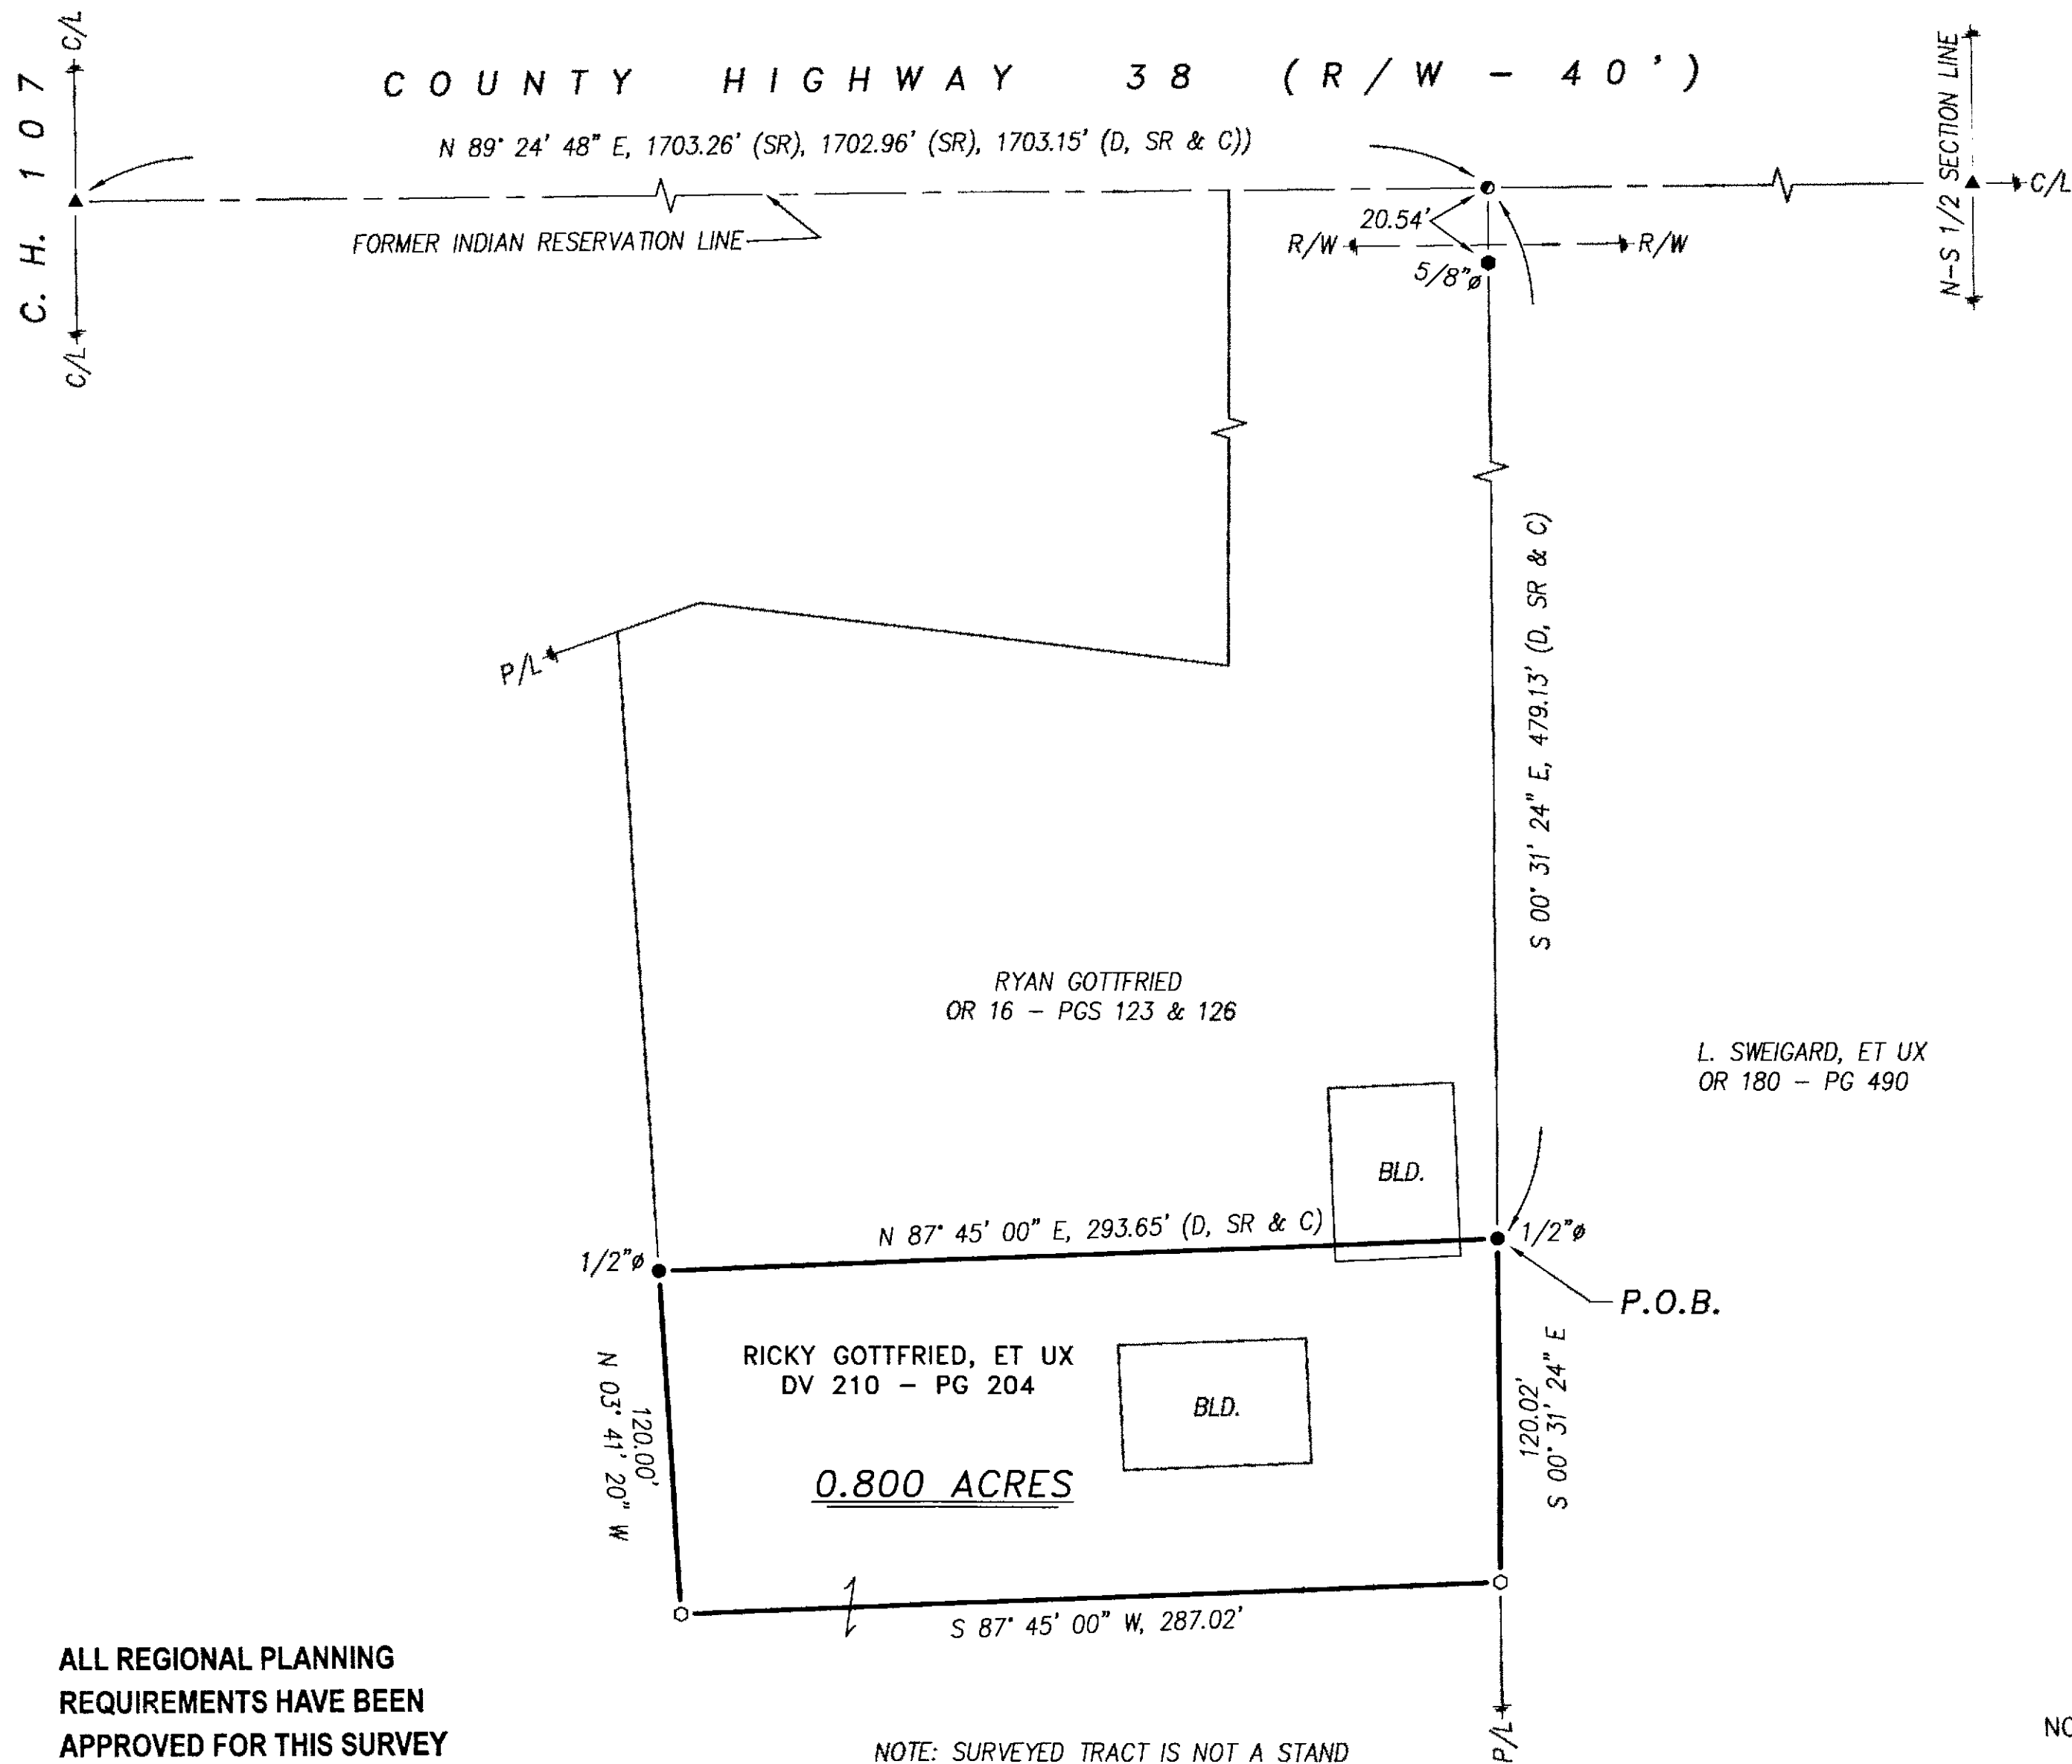 C/L
C. H. 107
C/L
COUNTY HIGHWAY 38 (R/W - 40')
N 89° 24' 48" E, 1703.26' (SR), 1702.96' (SR), 1703.15' (D, SR & C))
N-S 1/2 SECTION LINE
C/L
FORMER INDIAN RESERVATION LINE
20.54'
R/W
R/W
5/8"ø
P/L
S 00° 31' 24" E, 479.13' (D, SR & C)
RYAN GOTTFRIED
OR 16 - PGS 123 & 126
L. SWEIGARD, ET UX
OR 180 - PG 490
BLD.
N 87° 45' 00" E, 293.65' (D, SR & C)
1/2"ø
1/2"ø
P.O.B.
RICKY GOTTFRIED, ET UX
DV 210 - PG 204
BLD.
120.00'
N 03° 41' 20" W
120.02'
S 00° 31' 24" E
0.800 ACRES
S 87° 45' 00" W, 287.02'
ALL REGIONAL PLANNING
REQUIREMENTS HAVE BEEN
APPROVED FOR THIS SURVEY
P/L
NOTE: SURVEYED TRACT IS NOT A STAND